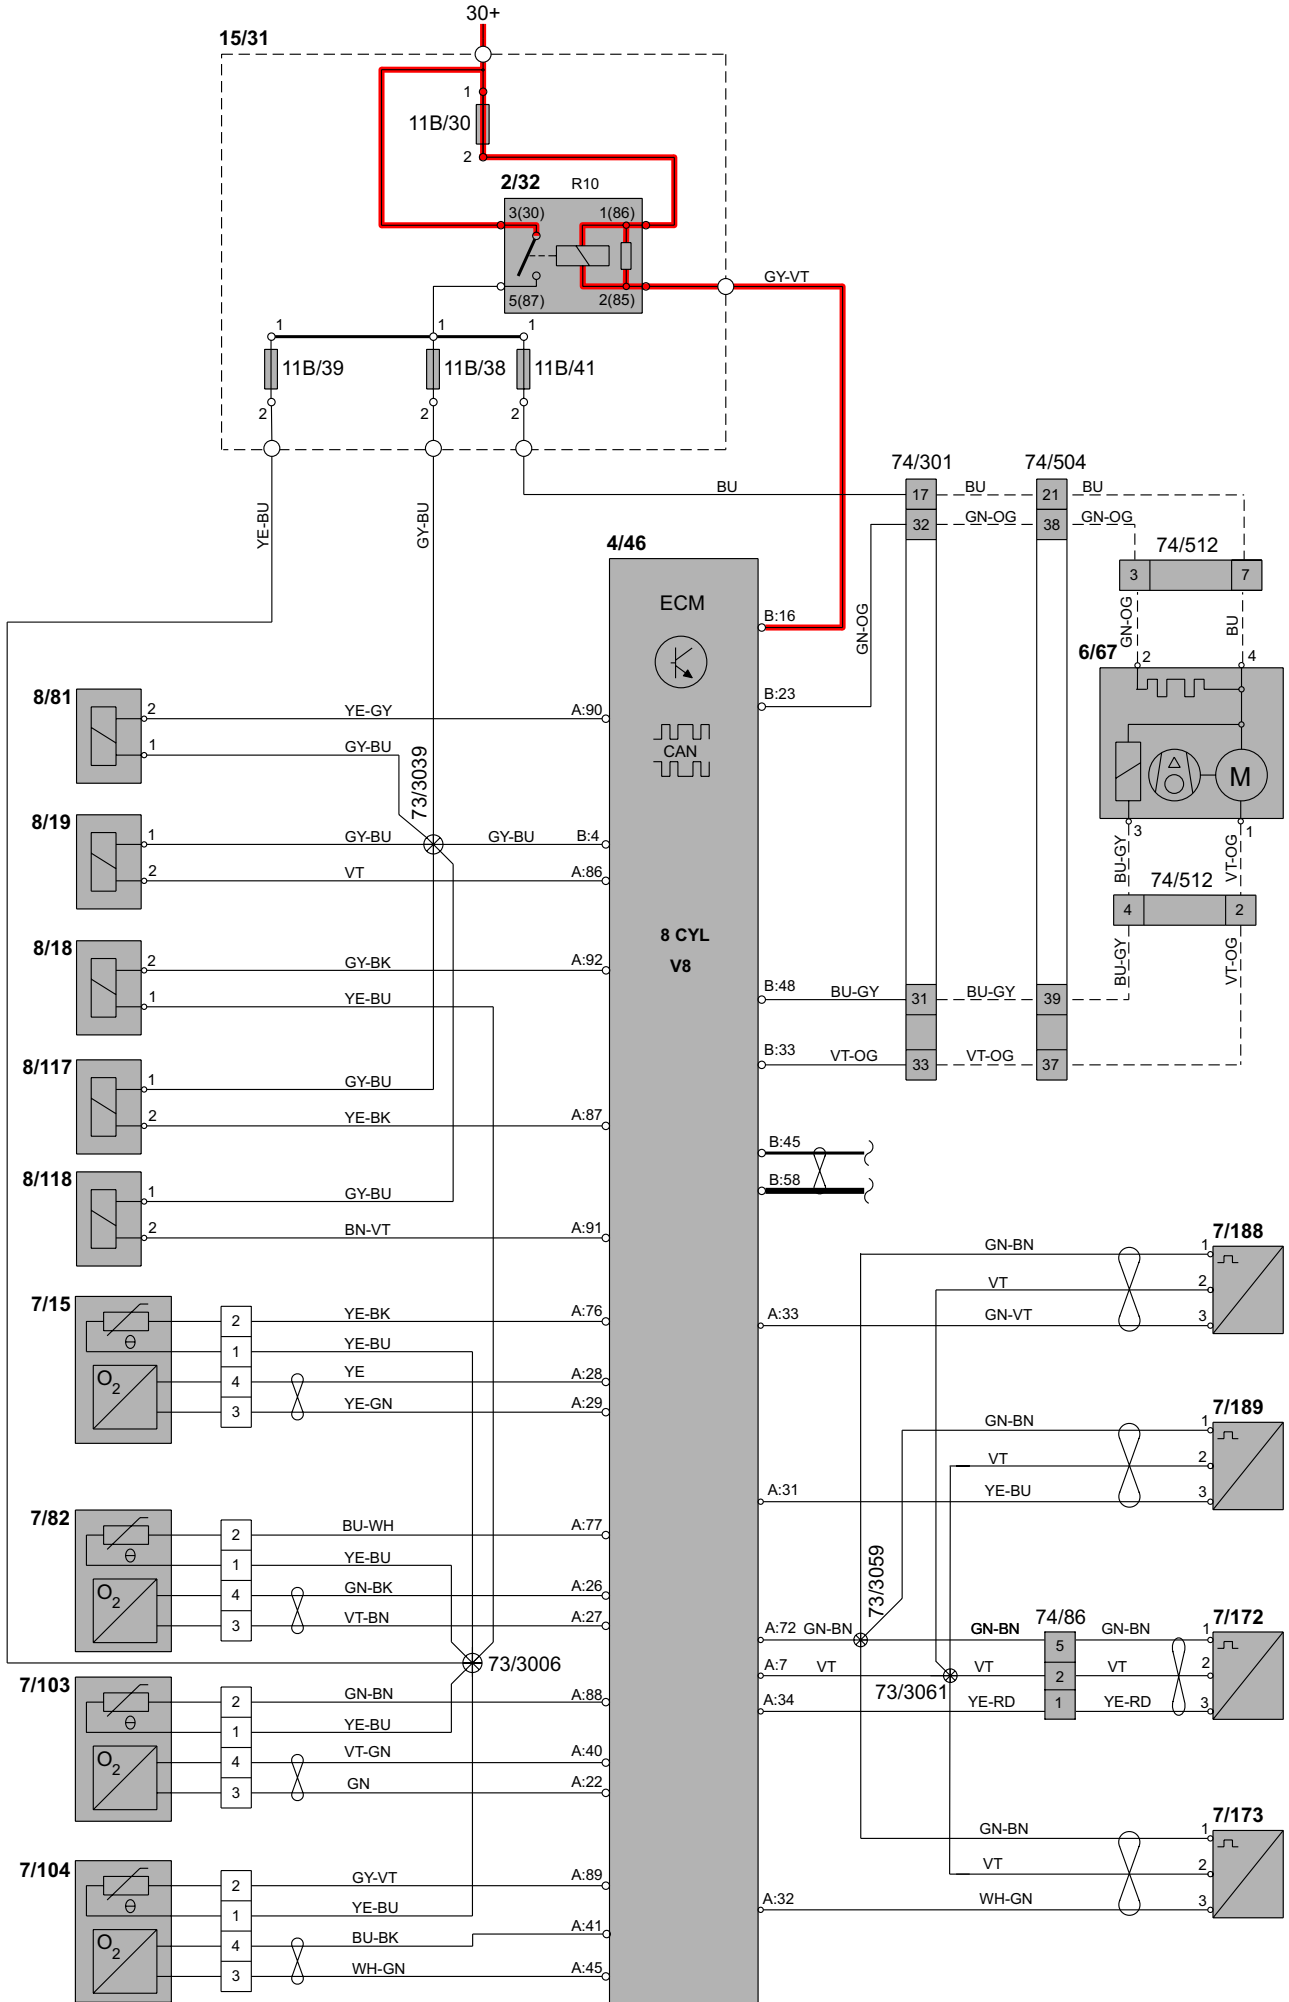 30+
15/31
1
11B/30
2
2/32 R10
3(30) 1(86)
5(87) 2(85)
GY-VT
1 1 1
11B/39 11B/38 11B/41
2 2 2
YE-BU
GY-BU
BU
74/301 74/504
17 BU 21 BU
32 GN-OG 38 GN-OG
74/512
3 7
GN-OG
BU
6/67
2 4
M
3 1
BU-GY
VT-OG
74/512
4 2
BU-GY
VT-OG
4/46
ECM
CAN
8 CYL
V8
B:16
GN-OG
B:23
B:48 BU-GY 31 BU-GY 39
B:33 VT-OG 33 VT-OG 37
B:45
B:58
8/81
2 YE-GY A:90
1 GY-BU
73/3039
8/19
1 GY-BU GY-BU B:4
2 VT A:86
8/18
2 GY-BK A:92
1 YE-BU
8/117
1 GY-BU
2 YE-BK A:87
8/118
1 GY-BU
2 BN-VT A:91
7/15
θ
O2
2 YE-BK A:76
1 YE-BU
4 YE A:28
3 YE-GN A:29
7/82
θ
O2
2 BU-WH A:77
1 YE-BU
4 GN-BK A:26
3 VT-BN A:27
73/3006
7/103
θ
O2
2 GN-BN A:88
1 YE-BU
4 VT-GN A:40
3 GN A:22
7/104
θ
O2
2 GY-VT A:89
1 YE-BU
4 BU-BK A:41
3 WH-GN A:45
7/188
GN-BN 1
VT 2
A:33 GN-VT 3
7/189
GN-BN 1
VT 2
A:31 YE-BU 3
73/3059
74/86
7/172
A:72 GN-BN GN-BN 5 GN-BN 1
A:7 VT VT 2 VT 2
73/3061
A:34 YE-RD 1 YE-RD 3
7/173
GN-BN 1
VT 2
A:32 WH-GN 3